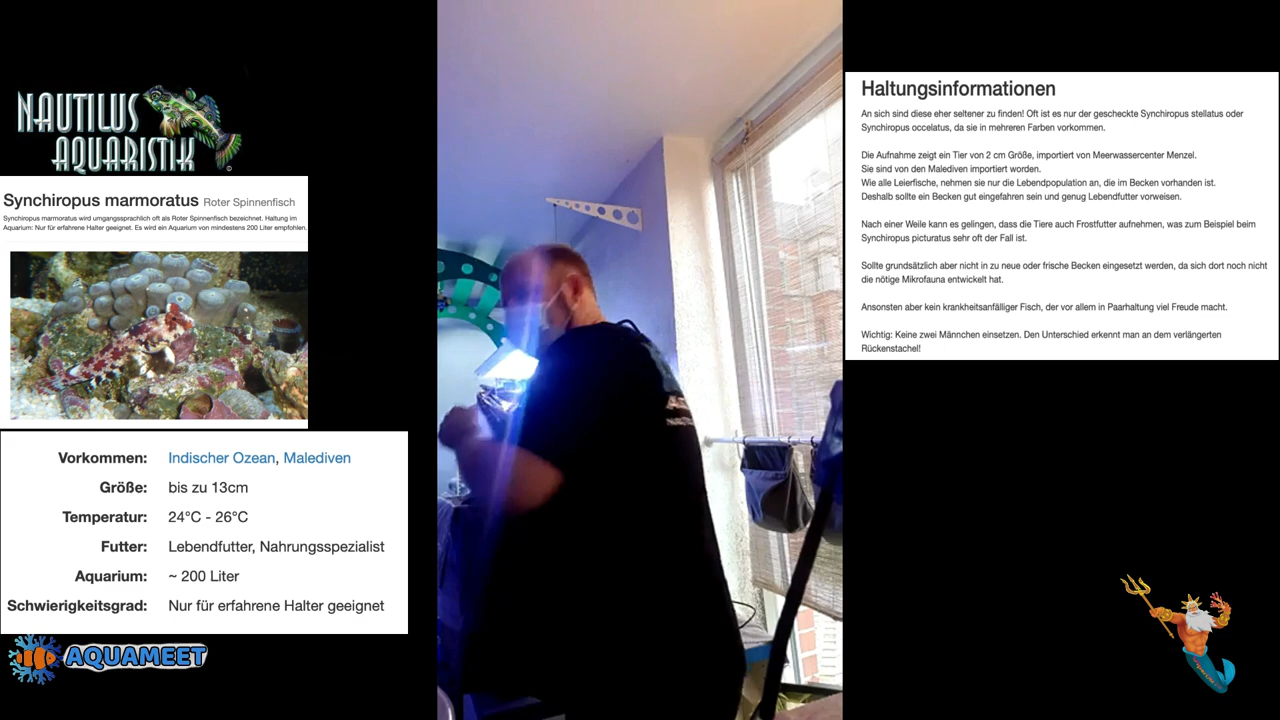 NAUTILUS
AQUARISTIK
©
Synchiropus marmoratus Roter Spinnenfisch
Synchiropus marmoratus wird umgangssprachlich oft als Roter Spinnenfisch bezeichnet. Haltung im
Aquarium: Nur für erfahrene Halter geeignet. Es wird ein Aquarium von mindestens 200 Liter empfohlen.
Vorkommen: Indischer Ozean, Malediven
Größe: bis zu 13cm
Temperatur: 24°C - 26°C
Futter: Lebendfutter, Nahrungsspezialist
Aquarium: ~ 200 Liter
Schwierigkeitsgrad: Nur für erfahrene Halter geeignet
AQUAMEET
Haltungsinformationen
An sich sind diese eher seltener zu finden! Oft ist es nur der gescheckte Synchiropus stellatus oder
Synchiropus occelatus, da sie in mehreren Farben vorkommen.
Die Aufnahme zeigt ein Tier von 2 cm Größe, importiert von Meerwassercenter Menzel.
Sie sind von den Malediven importiert worden.
Wie alle Leierfische, nehmen sie nur die Lebendpopulation an, die im Becken vorhanden ist.
Deshalb sollte ein Becken gut eingefahren sein und genug Lebendfutter vorweisen.
Nach einer Weile kann es gelingen, dass die Tiere auch Frostfutter aufnehmen, was zum Beispiel beim
Synchiropus picturatus sehr oft der Fall ist.
Sollte grundsätzlich aber nicht in zu neue oder frische Becken eingesetzt werden, da sich dort noch nicht
die nötige Mikrofauna entwickelt hat.
Ansonsten aber kein krankheitsanfälliger Fisch, der vor allem in Paarhaltung viel Freude macht.
Wichtig: Keine zwei Männchen einsetzen. Den Unterschied erkennt man an dem verlängerten
Rückenstachel!